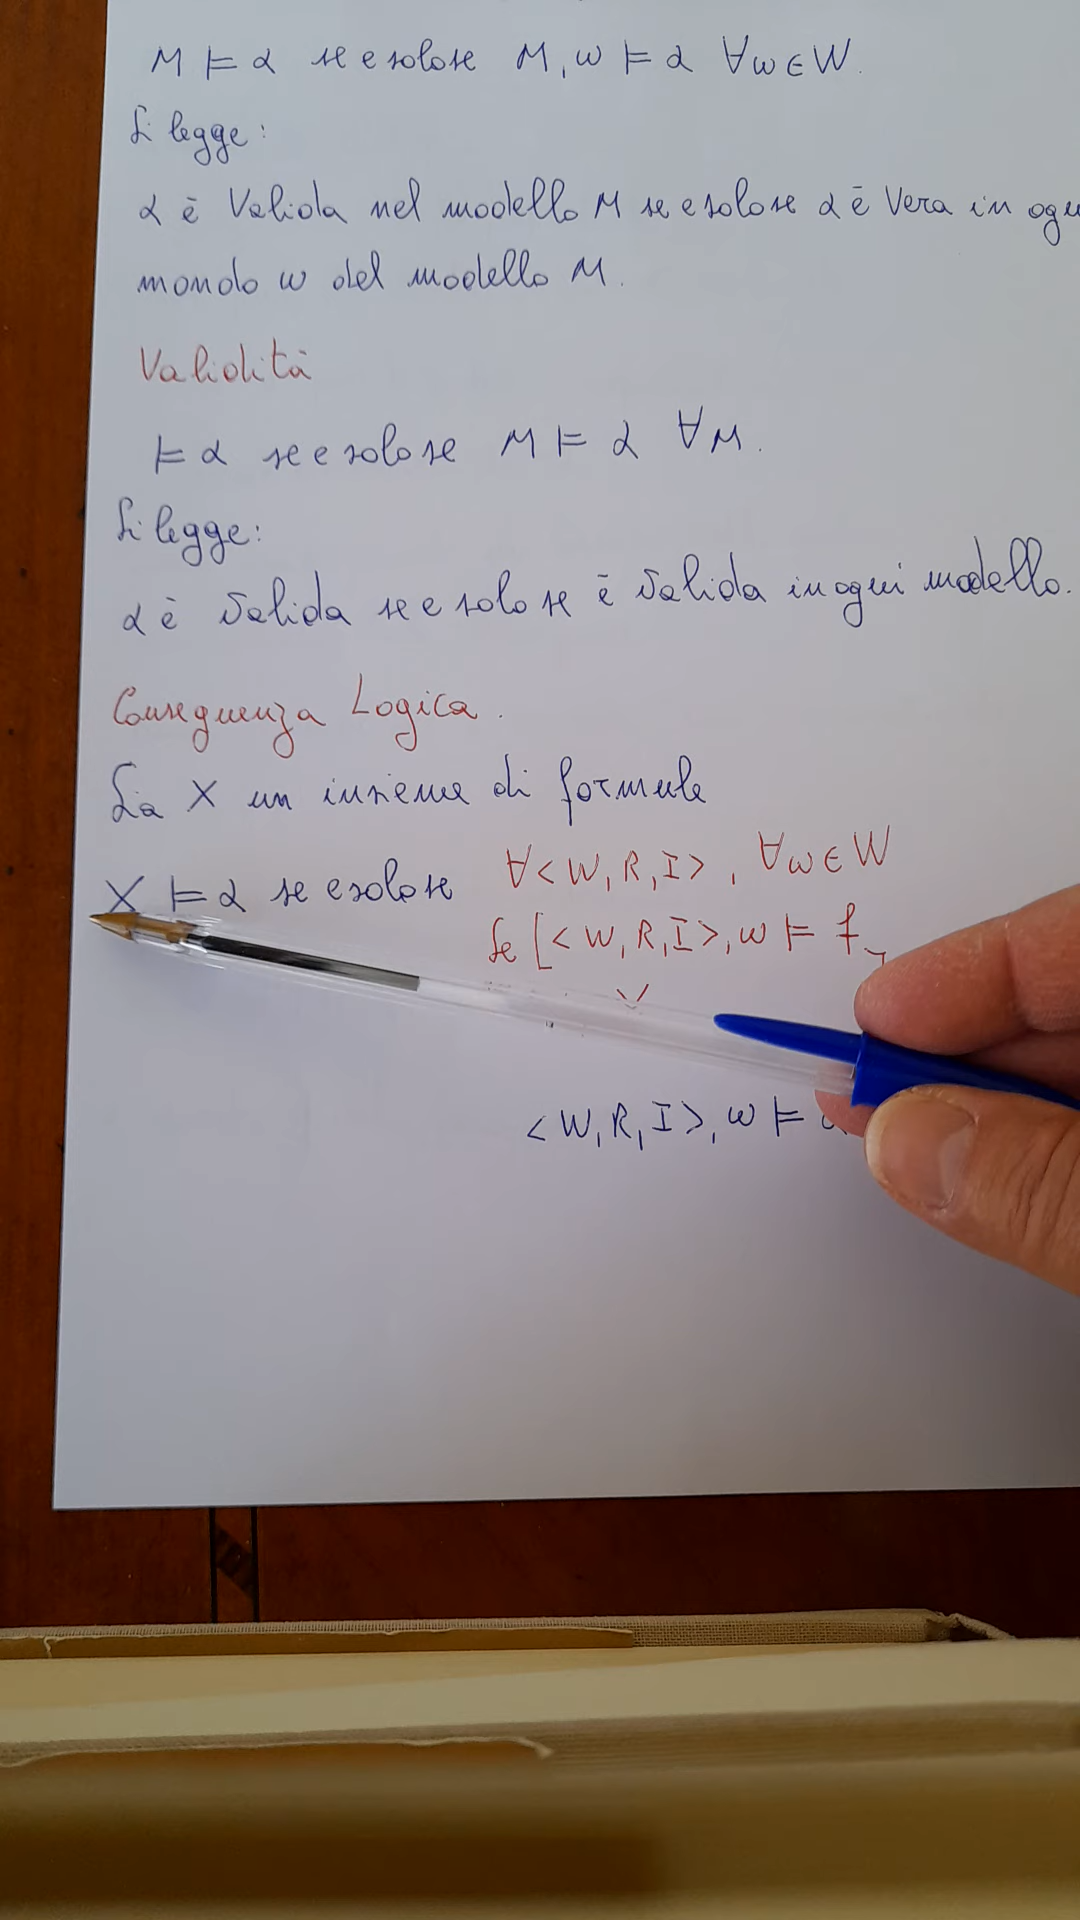 M ⊨ α se e solo se M, w ⊨ α ∀w ∈ W.
Si legge:
α è Valida nel modello M se e solo se α è Vera in ogni
mondo w del modello M.
Validità
⊨ α se e solo se M ⊨ α ∀M.
Si legge:
α è Valida se e solo se è Valida in ogni modello.
Conseguenza Logica.
Sia X un insieme di formule
X ⊨ α se e solo se ∀<W, R, I>, ∀w ∈ W
Se [<W, R, I>, w ⊨ f
<W, R, I>, w ⊨ α